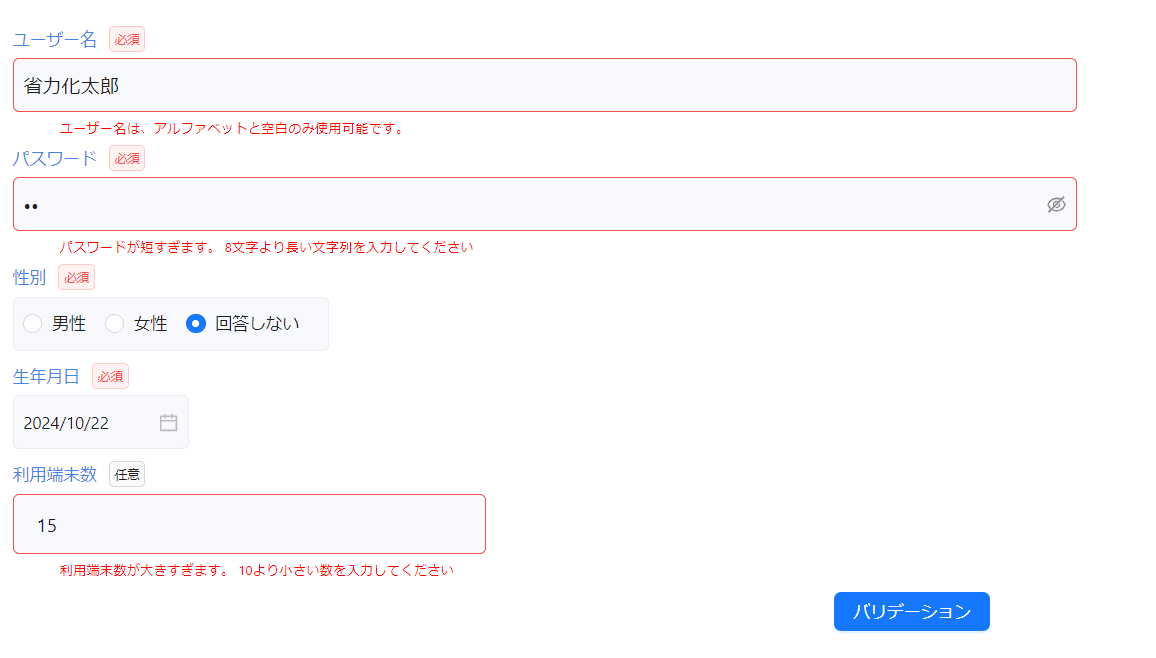 ユーザー名 必須
省力化太郎
ユーザー名は、アルファベットと空白のみ使用可能です。
パスワード 必須
••
パスワードが短すぎます。 8文字より長い文字列を入力してください
性別 必須
男性 女性 回答しない
生年月日 必須
2024/10/22
利用端末数 任意
15
利用端末数が大きすぎます。 10より小さい数を入力してください
バリデーション